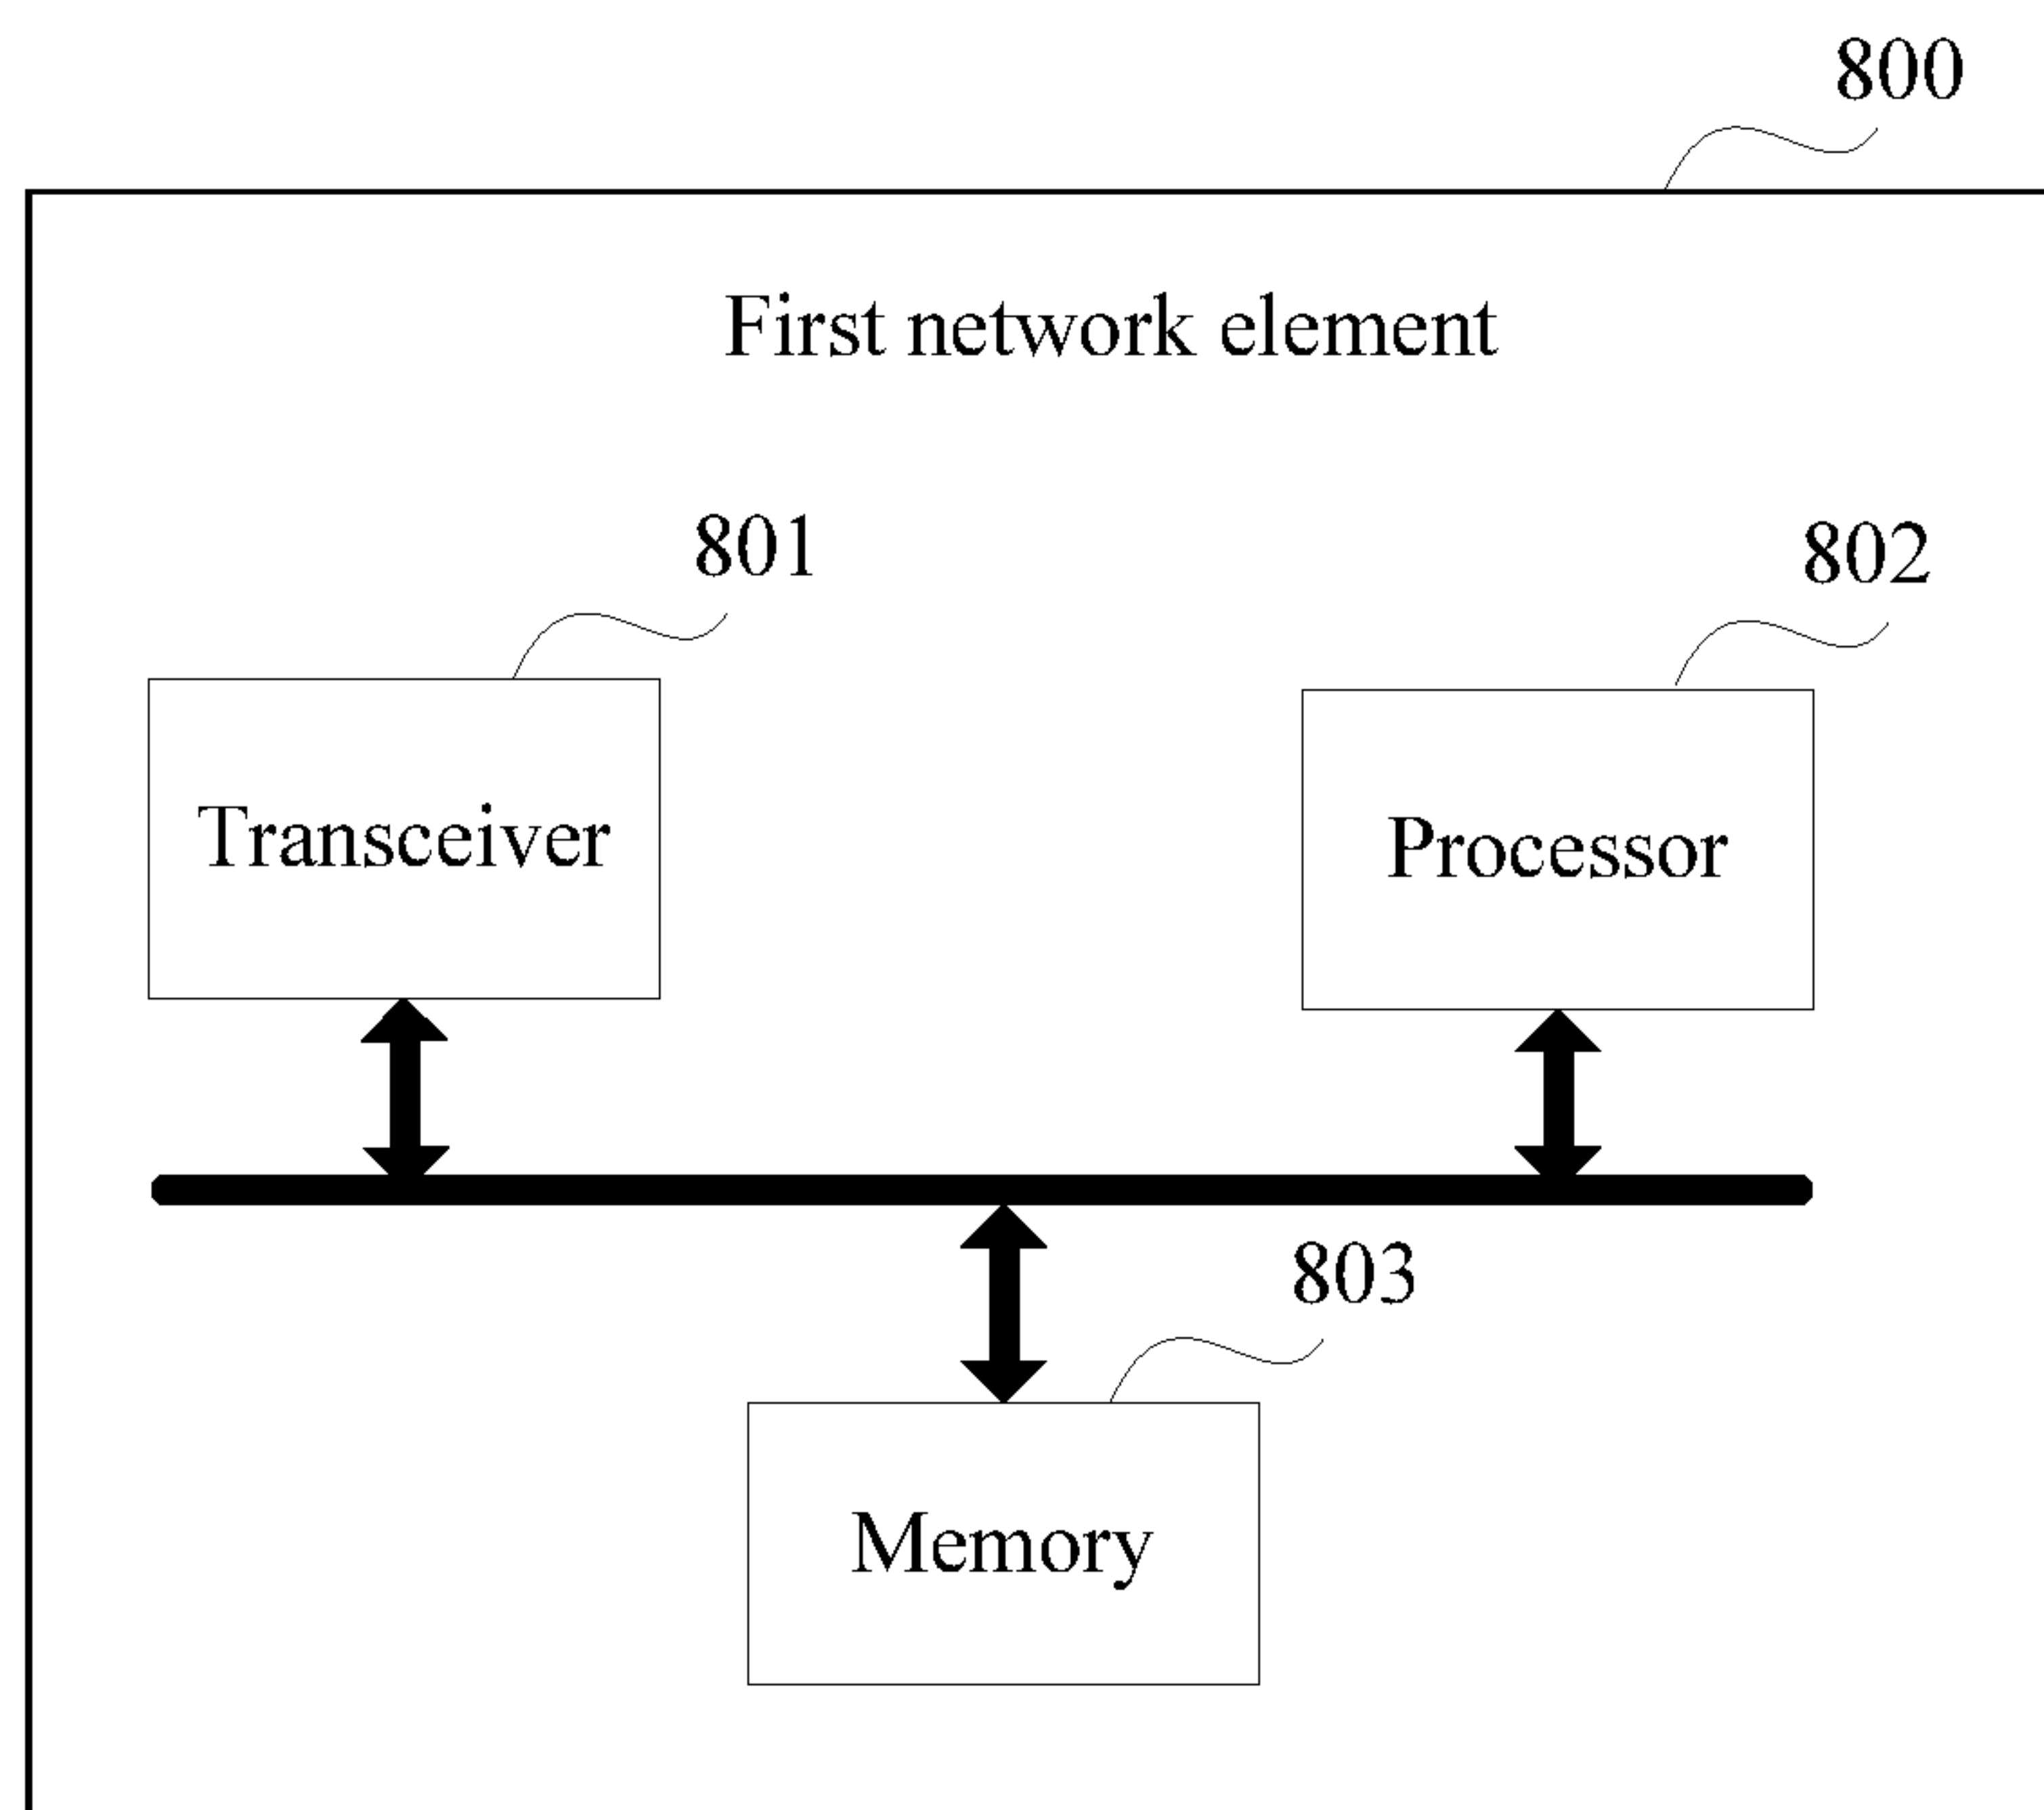 800
First network element
801
802
Transceiver
Processor
803
Memory